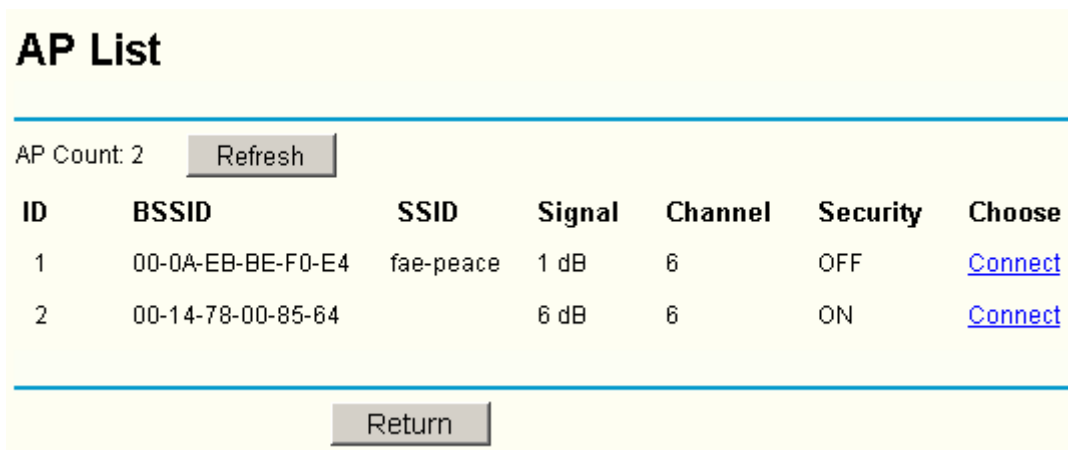 AP List
AP Count: 2 Refresh
ID BSSID SSID Signal Channel Security Choose
1 00-0A-EB-BE-F0-E4 fae-peace 1 dB 6 OFF Connect
2 00-14-78-00-85-64 6 dB 6 ON Connect
Return